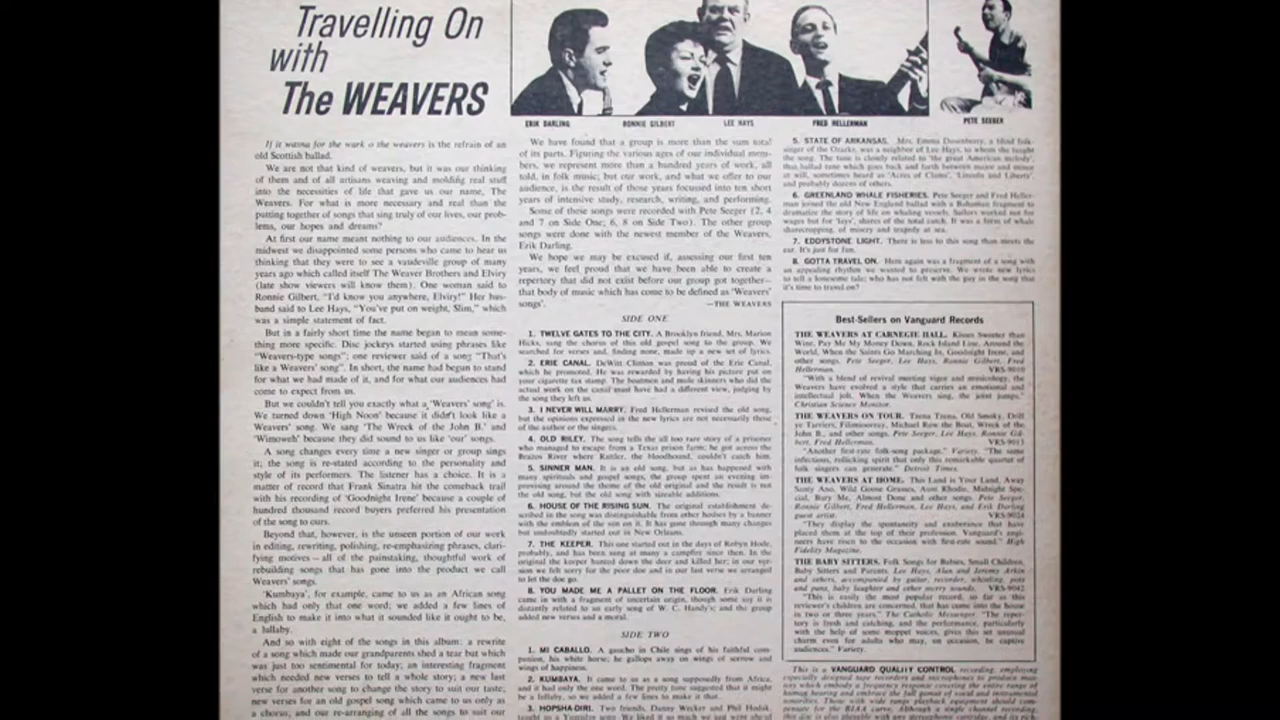 Travelling On
with
The WEAVERS
ERIK DARLING
RONNIE GILBERT
LEE HAYS
FRED HELLERMAN
PETE SEEGER
If it wasna for the wark o the weavers is the refrain of an
old Scottish ballad.
We are not that kind of weavers, but it was our thinking
of them and of all artisans weaving and molding real stuff
into the necessities of life that gave us our name, The
Weavers. For what is more necessary and real than the
putting together of songs that sing truly of our lives, our prob-
lems, our hopes and dreams?
At first our name meant nothing to our audiences. In the
midwest we disappointed some persons who came to hear us
thinking that they were to see a vaudeville group of many
years ago which called itself The Weaver Brothers and Elviry
(late show viewers will know them). One woman said to
Ronnie Gilbert, "I'd know you anywhere, Elviry!" Her hus-
band said to Lee Hays, "You've put on weight, Slim," which
was a simple statement of fact.
But in a fairly short time the name began to mean some-
thing more specific. Disc jockeys started using phrases like
"Weavers-type songs"; one reviewer said of a song "That's
like a Weavers' song". In short, the name had begun to stand
for what we had made of it, and for what our audiences had
come to expect from us.
But we couldn't tell you exactly what a 'Weavers' song' is.
We turned down 'High Noon' because it didn't look like a
Weavers' song. We sang 'The Wreck of the John B.' and
'Wimoweh' because they did sound to us like 'our' songs.
A song changes every time a new singer or group sings
it; the song is re-stated according to the personality and
style of its performers. The listener has a choice. It is a
matter of record that Frank Sinatra hit the comeback trail
with his recording of 'Goodnight Irene' because a couple of
hundred thousand record buyers preferred his presentation
of the song to ours.
Beyond that, however, is the unseen portion of our work
in editing, rewriting, polishing, re-emphasizing phrases, clari-
fying motives – all of the painstaking, thoughtful work of
rebuilding songs that has gone into the product we call
Weavers' songs.
'Kumbaya', for example, came to us as an African song
which had only that one word; we added a few lines of
English to make it into what it sounded like it ought to be,
a lullaby.
And so with eight of the songs in this album: a rewrite
of a song which made our grandparents shed a tear but which
was just too sentimental for today; an interesting fragment
which needed new verses to tell a whole story; a new last
verse for another song to change the story to suit our taste;
new verses for an old gospel song which came to us only as
a chorus; and our re-arranging of all the songs to suit our
We have found that a group is more than the sum total
of its parts. Figuring the various ages of our individual mem-
bers, we represent more than a hundred years of work, all
told, in folk music; but our work, and what we offer to our
audience, is the result of those years focussed into ten short
years of intensive study, research, writing, and performing.
Some of these songs were recorded with Pete Seeger (2, 4
and 7 on Side One; 6, 8 on Side Two). The other group
songs were done with the newest member of the Weavers,
Erik Darling.
We hope we may be excused if, assessing our first ten
years, we feel proud that we have been able to create a
repertory that did not exist before our group got together—
that body of music which has come to be defined as 'Weavers'
songs'.
—THE WEAVERS
SIDE ONE
1. TWELVE GATES TO THE CITY. A Brooklyn friend, Mrs. Marion
Hicks, sang the chorus of this old gospel song to the group. We
searched for verses and, finding none, made up a new set of lyrics.
2. ERIE CANAL. DeWitt Clinton was proud of the Erie Canal,
which he promoted. He was rewarded by having his picture put on
your cigarette tax stamp. The boatmen and mule skinners who did the
actual work on the canal must have had a different view, judging by
the song they left us.
3. I NEVER WILL MARRY. Fred Hellerman revised the old song,
but the opinions expressed in the new lyrics are not necessarily those
of the author or the singers.
4. OLD RILEY. The song tells the all too rare story of a prisoner
who managed to escape from a Texas prison farm; he got across the
Brazos River where Rattler, the bloodhound, couldn't catch him.
5. SINNER MAN. It is an old song, but as has happened with
many spirituals and gospel songs, the group spent an evening im-
provising around the theme of the old original and the result is not
the old song, but the old song with sizeable additions.
6. HOUSE OF THE RISING SUN. The original establishment de-
scribed in the song was distinguishable from other houses by a banner
with the emblem of the sun on it. It has gone through many changes
but undoubtedly started out in New Orleans.
7. THE KEEPER. This one started out in the days of Robyn Hode,
probably, and has been sung at many a campfire since then. In the
original the keeper hunted down the deer and killed her; in our ver-
sion we felt sorry for the poor doe and in our last verse we arranged
to let the doe go.
8. YOU MADE ME A PALLET ON THE FLOOR. Erik Darling
came in with a fragment of uncertain origin, though some say it is
distantly related to an early song of W. C. Handy's; and the group
added new verses and a moral.
SIDE TWO
1. MI CABALLO. A gaucho in Chile sings of his faithful com-
panion, his white horse; he gallops away on wings of sorrow and
wings of happiness.
2. KUMBAYA. It came to us as a song supposedly from Africa,
and it had only the one word. The pretty tune suggested that it might
be a lullaby, so we added a few lines to make it that.
3. HOPSHA-DIRI. Two friends, Danny Wecker and Phil
5. STATE OF ARKANSAS. Mrs. Emma Dusenberry, a blind folk-
singer of the Ozarks, was a neighbor of Lee Hays, to whom she taught
the song. The tune is closely related to 'the great American melody',
that ballad tune which goes back and forth between major and minor
at will, sometimes heard as 'Acres of Clams', 'Lincoln and Liberty',
and probably dozens of others.
6. GREENLAND WHALE FISHERIES. Pete Seeger and Fred Heller-
man joined the old New England ballad with a Bahaman fragment to
dramatize the story of life on whaling vessels. Sailors worked not for
wages but for 'lays', shares of the total catch. It was a form of whale
sharecropping, of misery and tragedy at sea.
7. EDDYSTONE LIGHT. There is less to this song than meets the
ear. It's just for fun.
8. GOTTA TRAVEL ON. Here again was a fragment of a song with
an appealing rhythm we wanted to preserve. We wrote new lyrics
to tell a lonesome tale; who has not felt with the guy in the song that
it's time to travel on?
Best-Sellers on Vanguard Records
THE WEAVERS AT CARNEGIE HALL. Kisses Sweeter than
Wine, Pay Me My Money Down, Rock Island Line, Around the
World, When the Saints Go Marching In, Goodnight Irene, and
other songs. Pete Seeger, Lee Hays, Ronnie Gilbert, Fred
Hellerman. VRS-9010
"With a blend of revival meeting vigor and musicology, the
Weavers have evolved a style that carries an emotional and
intellectual jolt. When the Weavers sing, the joint jumps."
Christian Science Monitor.
THE WEAVERS ON TOUR. Tzena Tzena, Old Smoky, Drill
ye Tarriers, Filimiooriay, Michael Row the Boat, Wreck of the
John B., and other songs. Pete Seeger, Lee Hays, Ronnie Gil-
bert, Fred Hellerman. VRS-9013
"Another first-rate folk-song package." Variety. "The same
infectious, rollicking spirit that only this remarkable quartet of
folk singers can generate." Detroit Times.
THE WEAVERS AT HOME. This Land Is Your Land, Away
Santy Ano, Wild Goose Grasses, Aunt Rhodie, Midnight Spe-
cial, Bury Me, Almost Done and other songs. Pete Seeger,
Ronnie Gilbert, Fred Hellerman, Lee Hays, and Erik Darling
guest artist. VRS-9024
"They display the spontaneity and exuberance that have
placed them at the top of their profession. Vanguard's engi-
neers have risen to the occasion with first-rate sound." High
Fidelity Magazine.
THE BABY SITTERS. Folk Songs for Babies, Small Children,
Baby Sitters and Parents. Lee Hays, Alan and Jeremy Arkin
and others, accompanied by guitar, recorder, whistling, pots
and pans, baby laughter and other merry sounds. VRS-9042
"This is easily the most popular record, so far as this
reviewer's children are concerned, that has come into the house
in two or three years." The Catholic Messenger. "The reper-
tory is fresh and catching, and the performance, particularly
with the help of some moppet voices, gives this set unusual
charm even for adults who may, on occasion, be captive
audiences." Variety.
This is a VANGUARD QUALITY CONTROL recording, employing
especially designed tape recorders and microphones to produce mas-
ters which embody a frequency response covering the entire range of
human hearing and embrace the full gamut of vocal and instrumental
sonorities. Those with wide range playback equipment should com-
pensate for the RIAA curve. Although a single channel recording,